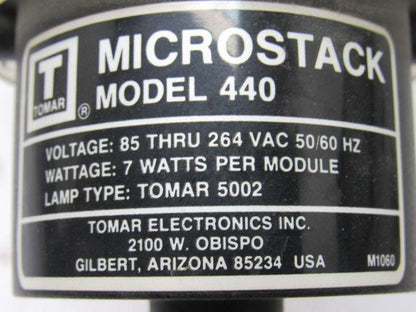 T
TOMAR
®
MICROSTACK
MODEL 440
VOLTAGE: 85 THRU 264 VAC 50/60 HZ
WATTAGE: 7 WATTS PER MODULE
LAMP TYPE: TOMAR 5002
TOMAR ELECTRONICS INC.
2100 W. OBISPO
GILBERT, ARIZONA 85234 USA
M1060